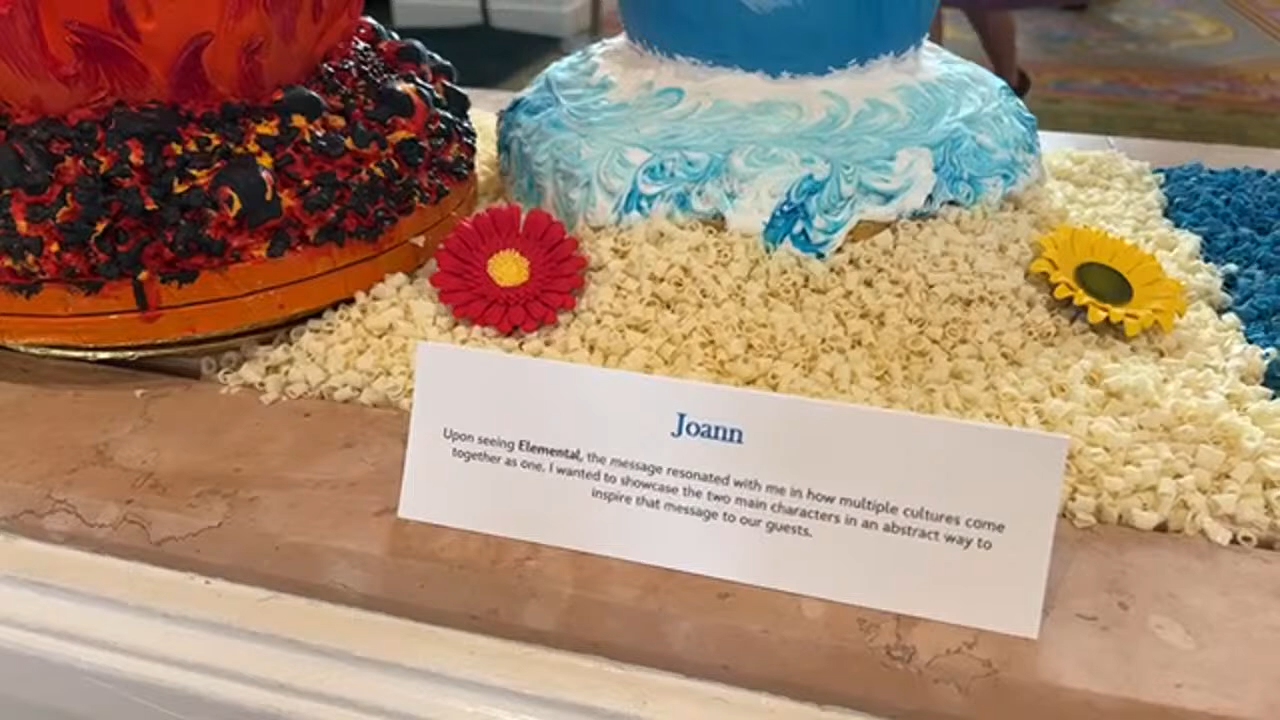 Joann
Upon seeing Elemental, the message resonated with me in how multiple cultures come
together as one. I wanted to showcase the two main characters in an abstract way to
inspire that message to our guests.